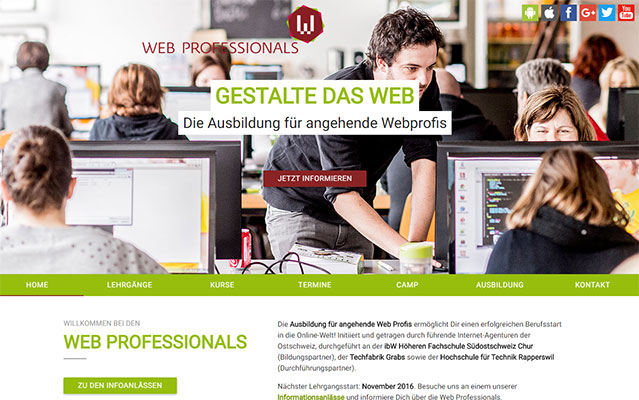 WEB PROFESSIONALS
GESTALTE DAS WEB
Die Ausbildung für angehende Webprofis
JETZT INFORMIEREN
HOME LEHRGÄNGE KURSE TERMINE CAMP AUSBILDUNG KONTAKT
WILLKOMMEN BEI DEN
WEB PROFESSIONALS
ZU DEN INFOANLÄSSEN
Die Ausbildung für angehende Web Profis ermöglicht Dir einen erfolgreichen Berufsstart
in die Online-Welt! Initiiert und getragen durch führende Internet-Agenturen der
Ostschweiz, durchgeführt an der ibW Höheren Fachschule Südostschweiz Chur
(Bildungspartner), der Techfabrik Grabs sowie der Hochschule für Technik Rapperswil
(Durchführungspartner).
Nächster Lehrgangsstart: November 2016. Besuche uns an einem unserer
Informationsanlässe und informiere Dich über die Web Professionals.